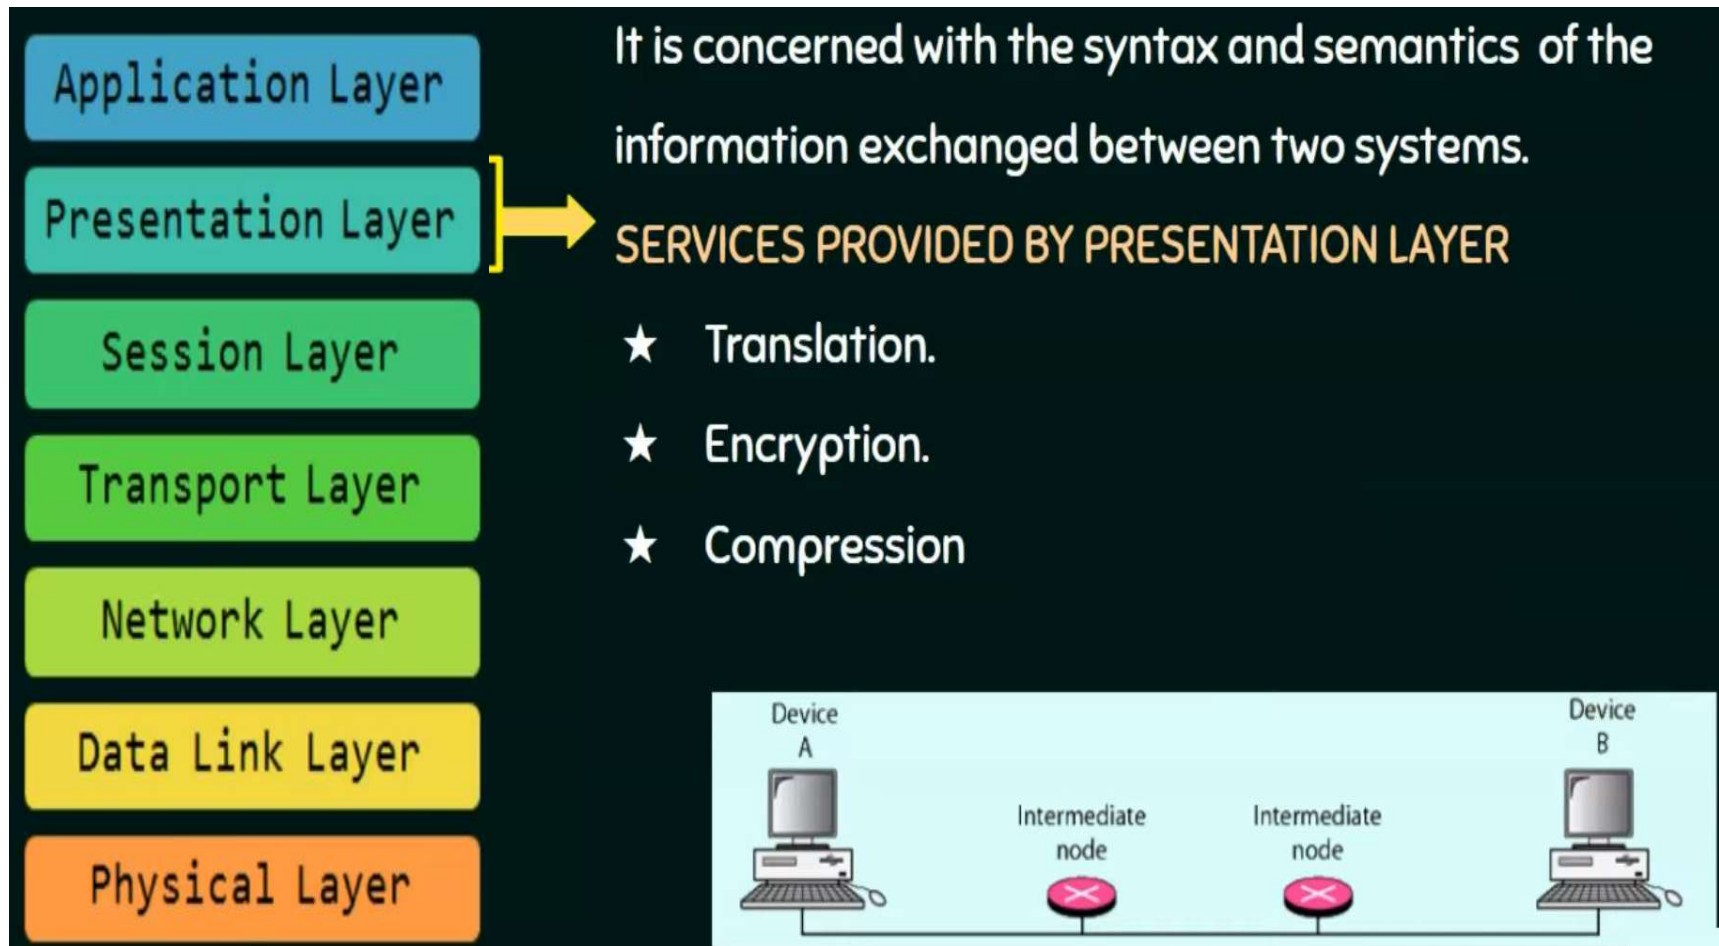 Application Layer
Presentation Layer
Session Layer
Transport Layer
Network Layer
Data Link Layer
Physical Layer
It is concerned with the syntax and semantics of the
information exchanged between two systems.
SERVICES PROVIDED BY PRESENTATION LAYER
★ Translation.
★ Encryption.
★ Compression
Device
A
Intermediate
node
Intermediate
node
Device
B